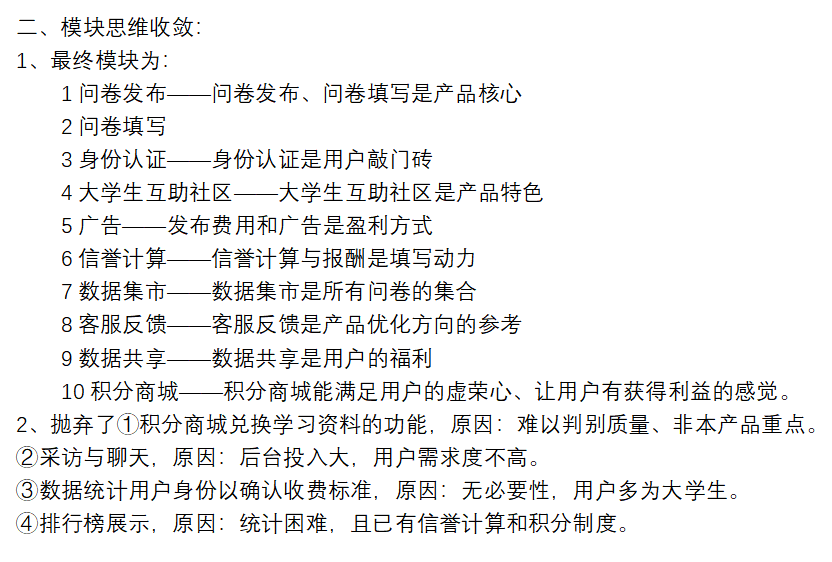 二、模块思维收敛：
1、最终模块为：
1 问卷发布——问卷发布、问卷填写是产品核心
2 问卷填写
3 身份认证——身份认证是用户敲门砖
4 大学生互助社区——大学生互助社区是产品特色
5 广告——发布费用和广告是盈利方式
6 信誉计算——信誉计算与报酬是填写动力
7 数据集市——数据集市是所有问卷的集合
8 客服反馈——客服反馈是产品优化方向的参考
9 数据共享——数据共享是用户的福利
10 积分商城——积分商城能满足用户的虚荣心、让用户有获得利益的感觉。
2、抛弃了①积分商城兑换学习资料的功能，原因：难以判别质量、非本产品重点。
②采访与聊天，原因：后台投入大，用户需求度不高。
③数据统计用户身份以确认收费标准，原因：无必要性，用户多为大学生。
④排行榜展示，原因：统计困难，且已有信誉计算和积分制度。